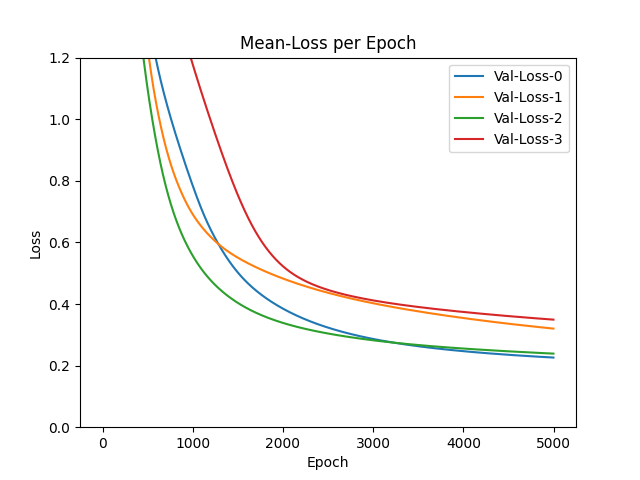 Mean-Loss per Epoch
1.2
1.0
0.8
0.6
0.4
0.2
0.0
Loss
Val-Loss-0
Val-Loss-1
Val-Loss-2
Val-Loss-3
0 1000 2000 3000 4000 5000
Epoch